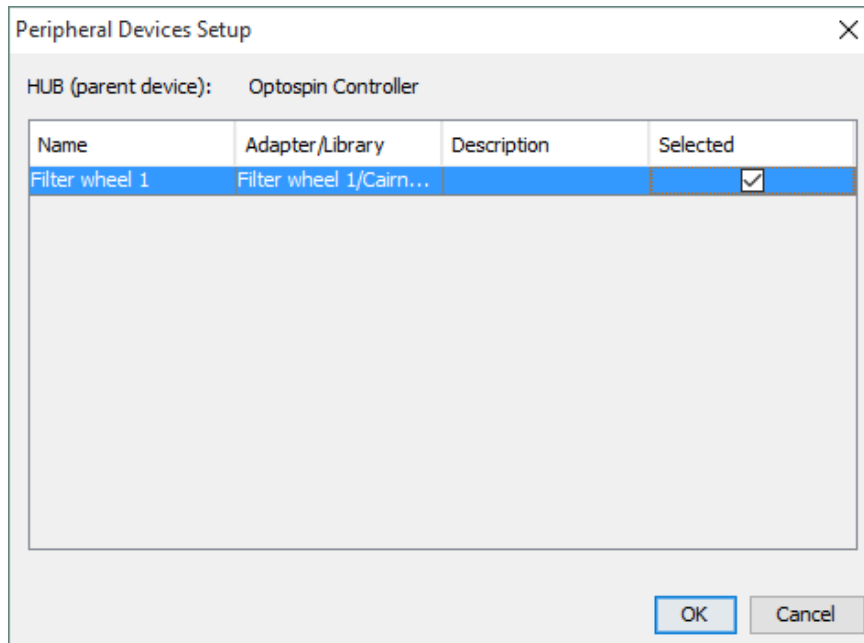 Peripheral Devices Setup
HUB (parent device): Optospin Controller
Name Adapter/Library Description Selected
Filter wheel 1 Filter wheel 1/Cairn...
OK Cancel